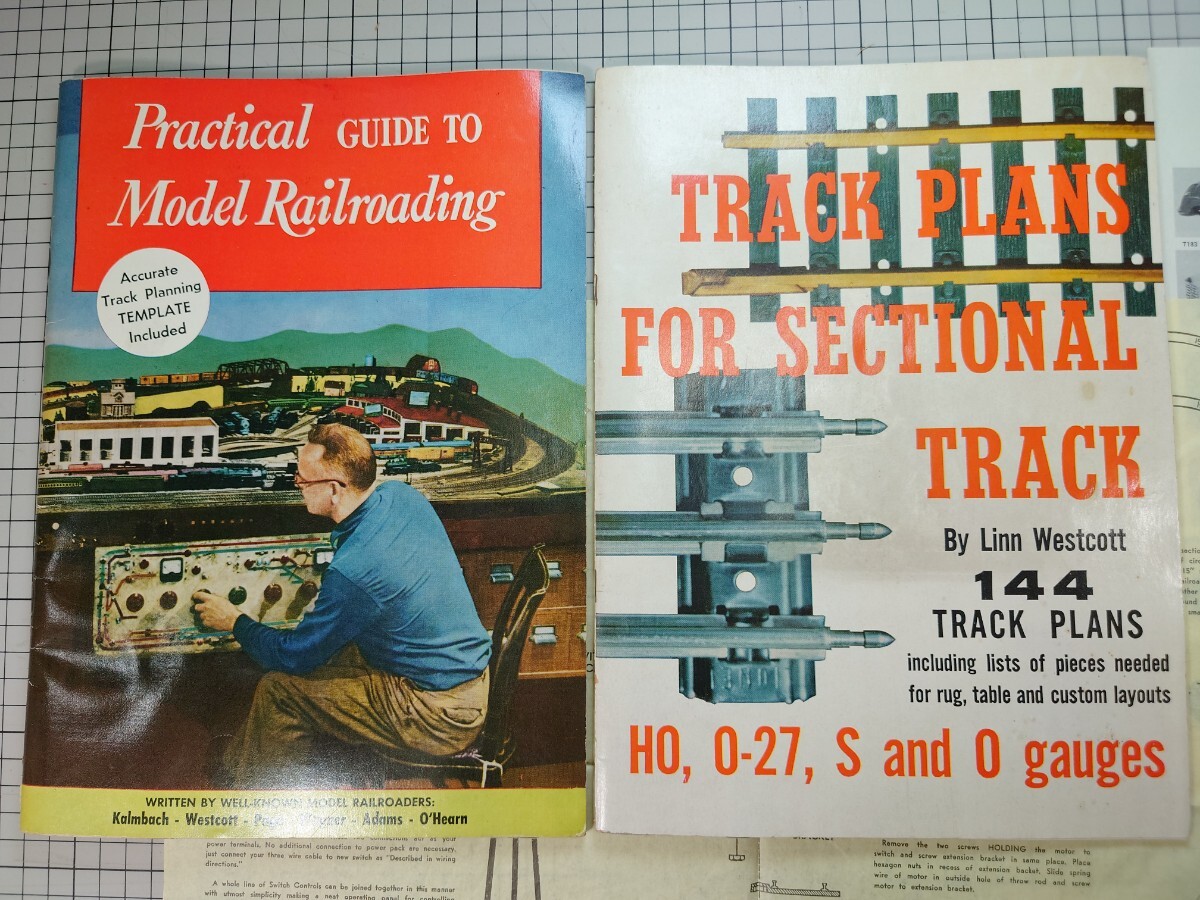 Practical GUIDE TO
Model Railroading
Accurate
Track Planning
TEMPLATE
Included
WRITTEN BY WELL-KNOWN MODEL RAILROADERS:
Kalmbach - Westcott - - Adams - O'Hearn
TRACK PLANS
FOR SECTIONAL
TRACK
By Linn Westcott
144
TRACK PLANS
including lists of pieces needed
for rug, table and custom layouts
HO, O-27, S and O gauges
T183
power terminals. No additional connection to power pack are necessary,
just connect your three wire cable to new switch as "Described in wiring
directions."
A whole line of Switch Controls can be joined together in this manner
with utmost simplicity making a neat operating panel for controlling
Remove the two screws HOLDING the motor to
switch and screw extension bracket in same place. Place
hexagon nuts in recess of extension backet. Slide spring
wire of motor in outside hole of throw rod and screw
motor to extension bracket.